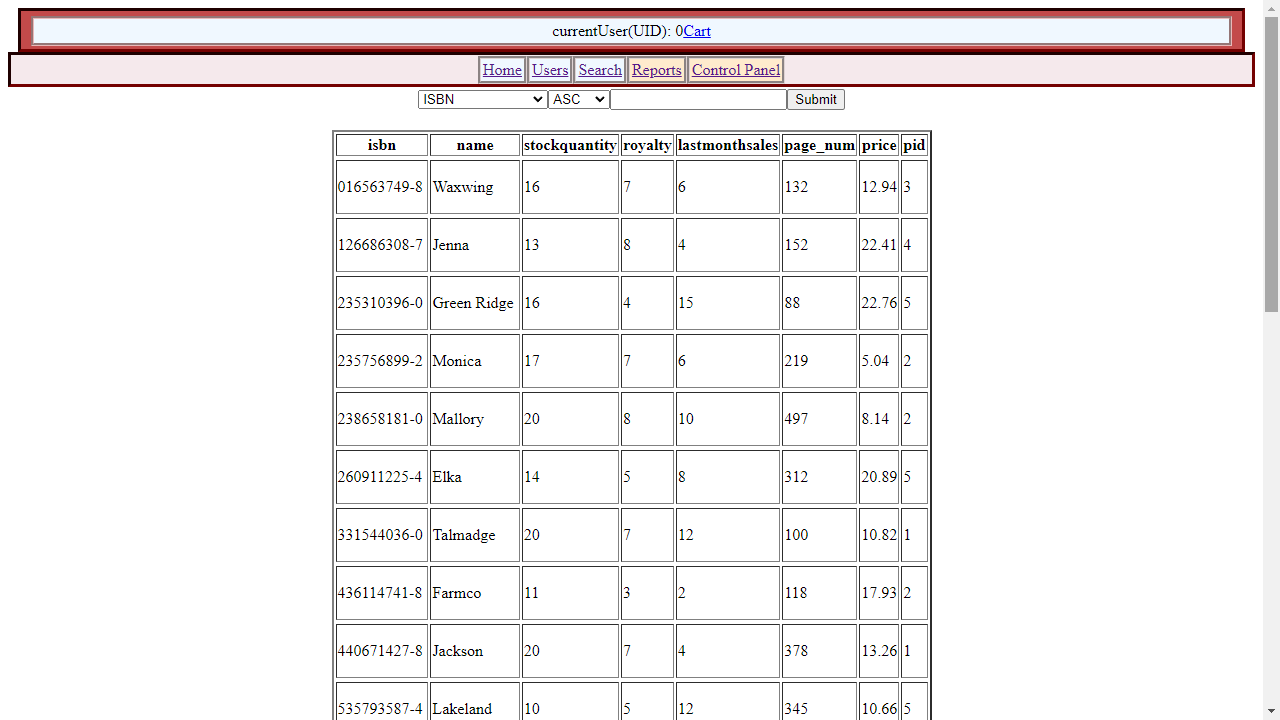 currentUser(UID): 0Cart
Home Users Search Reports Control Panel
ISBN ASC Submit
isbn name stockquantity royalty lastmonthsales page_num price pid
016563749-8 Waxwing 16 7 6 132 12.94 3
126686308-7 Jenna 13 8 4 152 22.41 4
235310396-0 Green Ridge 16 4 15 88 22.76 5
235756899-2 Monica 17 7 6 219 5.04 2
238658181-0 Mallory 20 8 10 497 8.14 2
260911225-4 Elka 14 5 8 312 20.89 5
331544036-0 Talmadge 20 7 12 100 10.82 1
436114741-8 Farmco 11 3 2 118 17.93 2
440671427-8 Jackson 20 7 4 378 13.26 1
535793587-4 Lakeland 10 5 12 345 10.66 5